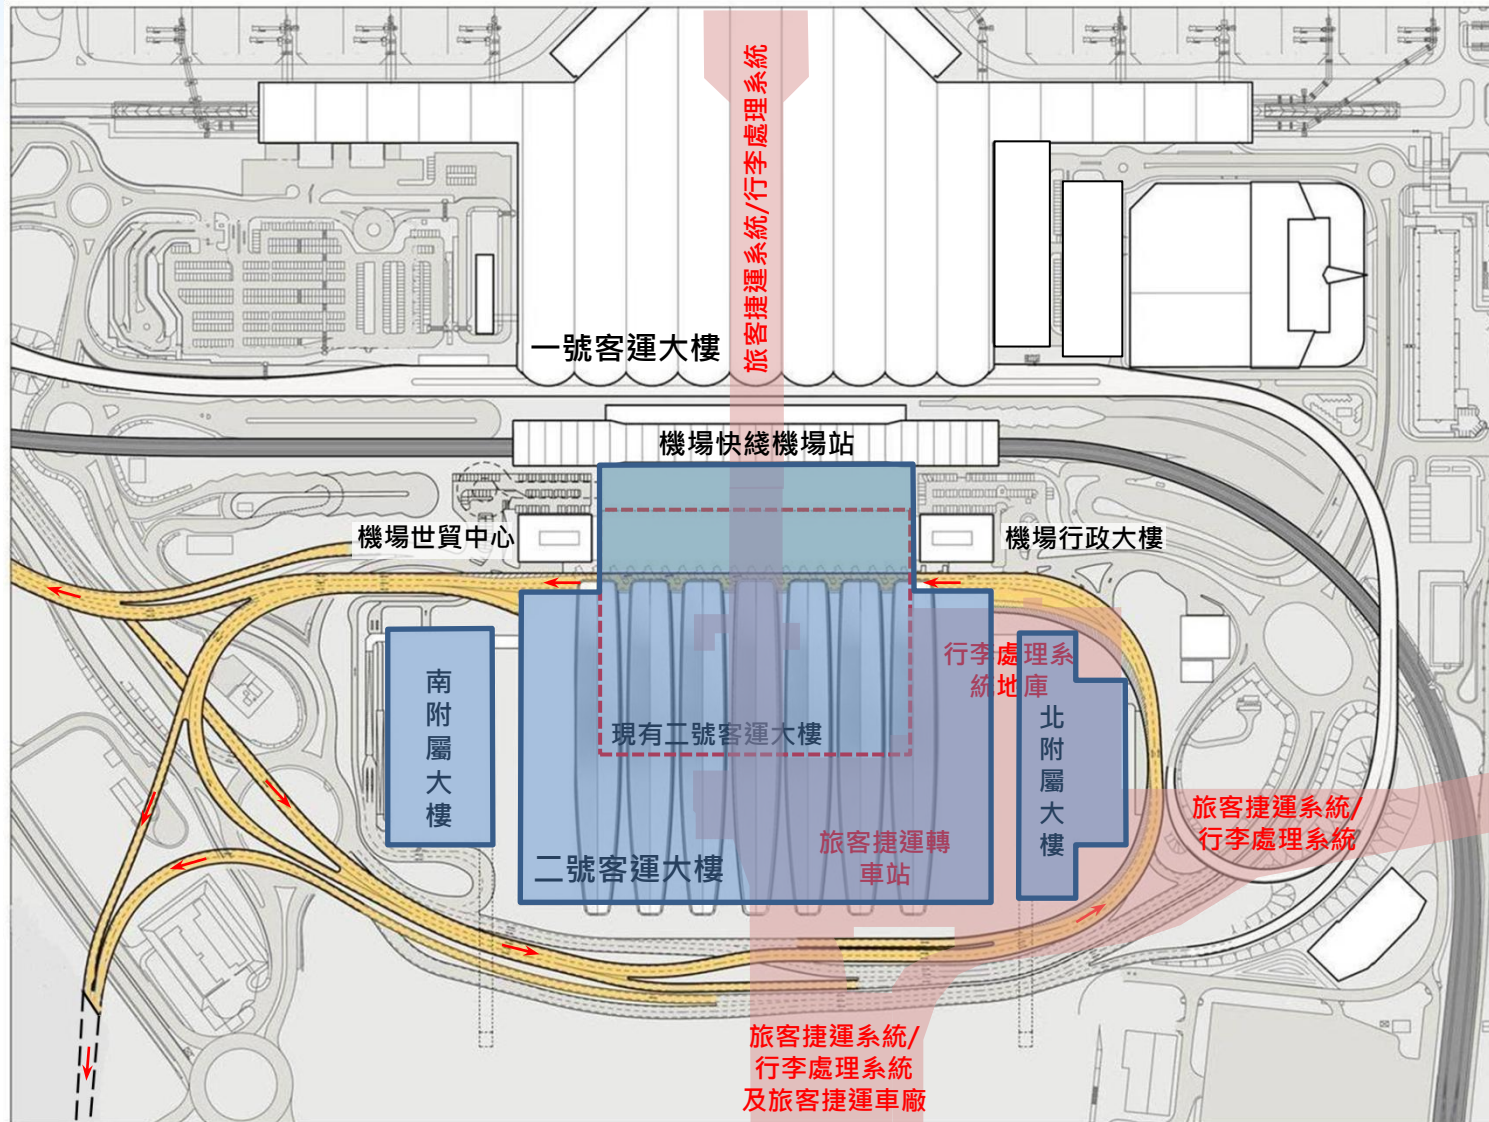 旅客捷運系統/行李處理系統
一號客運大樓
機場快綫機場站
機場世貿中心
機場行政大樓
行李處理系
統地庫
南附屬大樓
北附屬大樓
現有二號客運大樓
旅客捷運系統/
行李處理系統
旅客捷運轉
車站
二號客運大樓
旅客捷運系統/
行李處理系統
及旅客捷運車廠